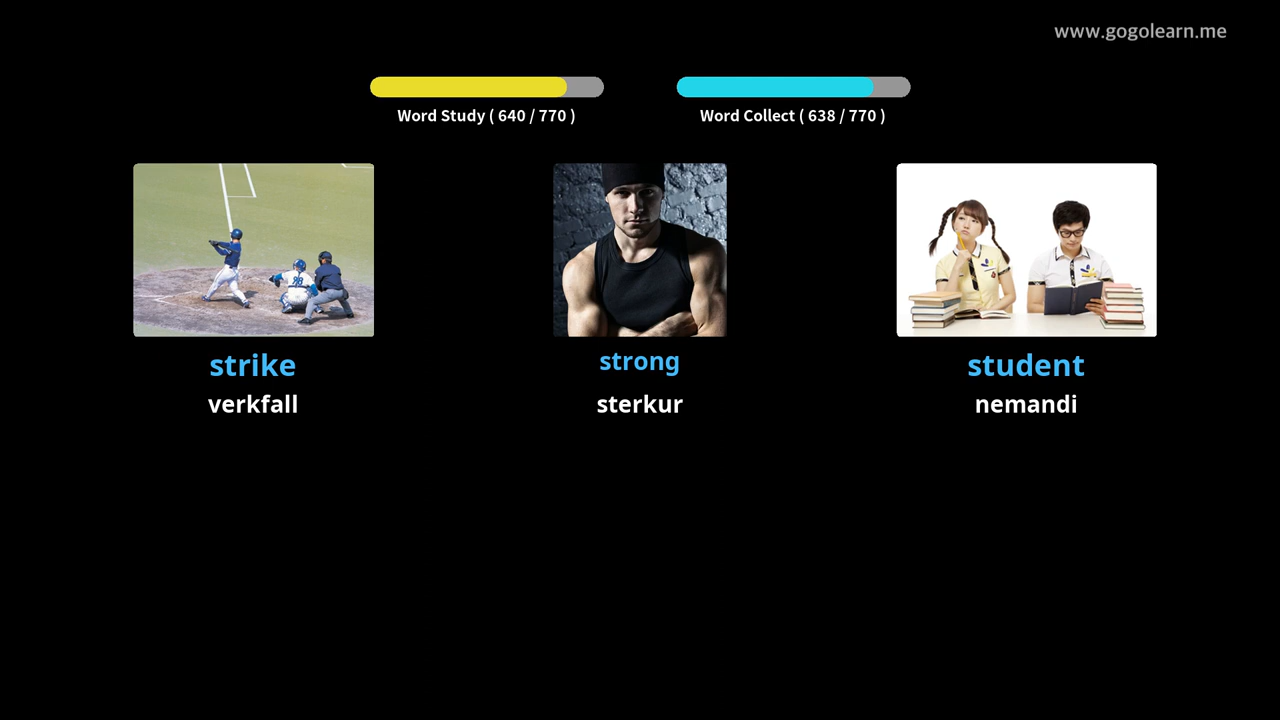 www.gogolearn.me
Word Study ( 640 / 770 )
Word Collect ( 638 / 770 )
strike
verkfall
strong
sterkur
student
nemandi